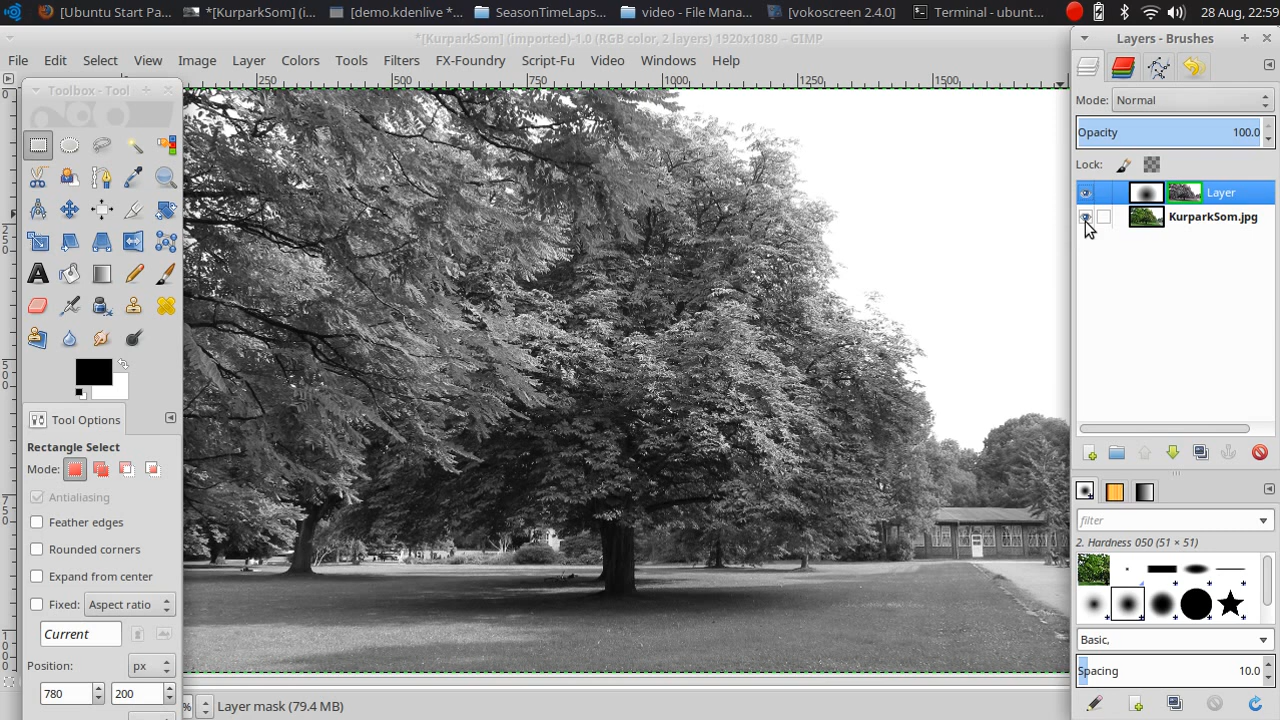 [Ubuntu Start Pa...
*[KurparkSom] (i...
[demo.kdenlive *...
SeasonTimeLaps...
video - File Mana...
[vokoscreen 2.4.0]
Terminal – ubunt...
28 Aug, 22:59
*[KurparkSom] (imported)-1.0 (RGB color, 2 layers) 1920x1080 – GIMP
Layers - Brushes
File Edit Select View Image Layer Colors Tools Filters FX-Foundry Script-Fu Video Windows Help
250 500 750 1000 1250 1500
Toolbox - Tool
Mode: Normal
Opacity 100.0
Lock:
Layer
KurparkSom.jpg
0
250
500
750
1000
A
Tool Options
Rectangle Select
Mode:
Antialiasing
Feather edges
Rounded corners
Expand from center
Fixed: Aspect ratio
Current
Position: px
780 200
filter
2. Hardness 050 (51 × 51)
Basic,
Spacing 10.0
% Layer mask (79.4 MB)